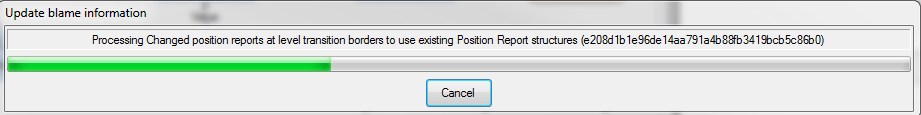 Update blame information
Processing Changed position reports at level transition borders to use existing Position Report structures (e208d1b1e96de14aa791a4b88fb3419bcb5c86b0)
Cancel